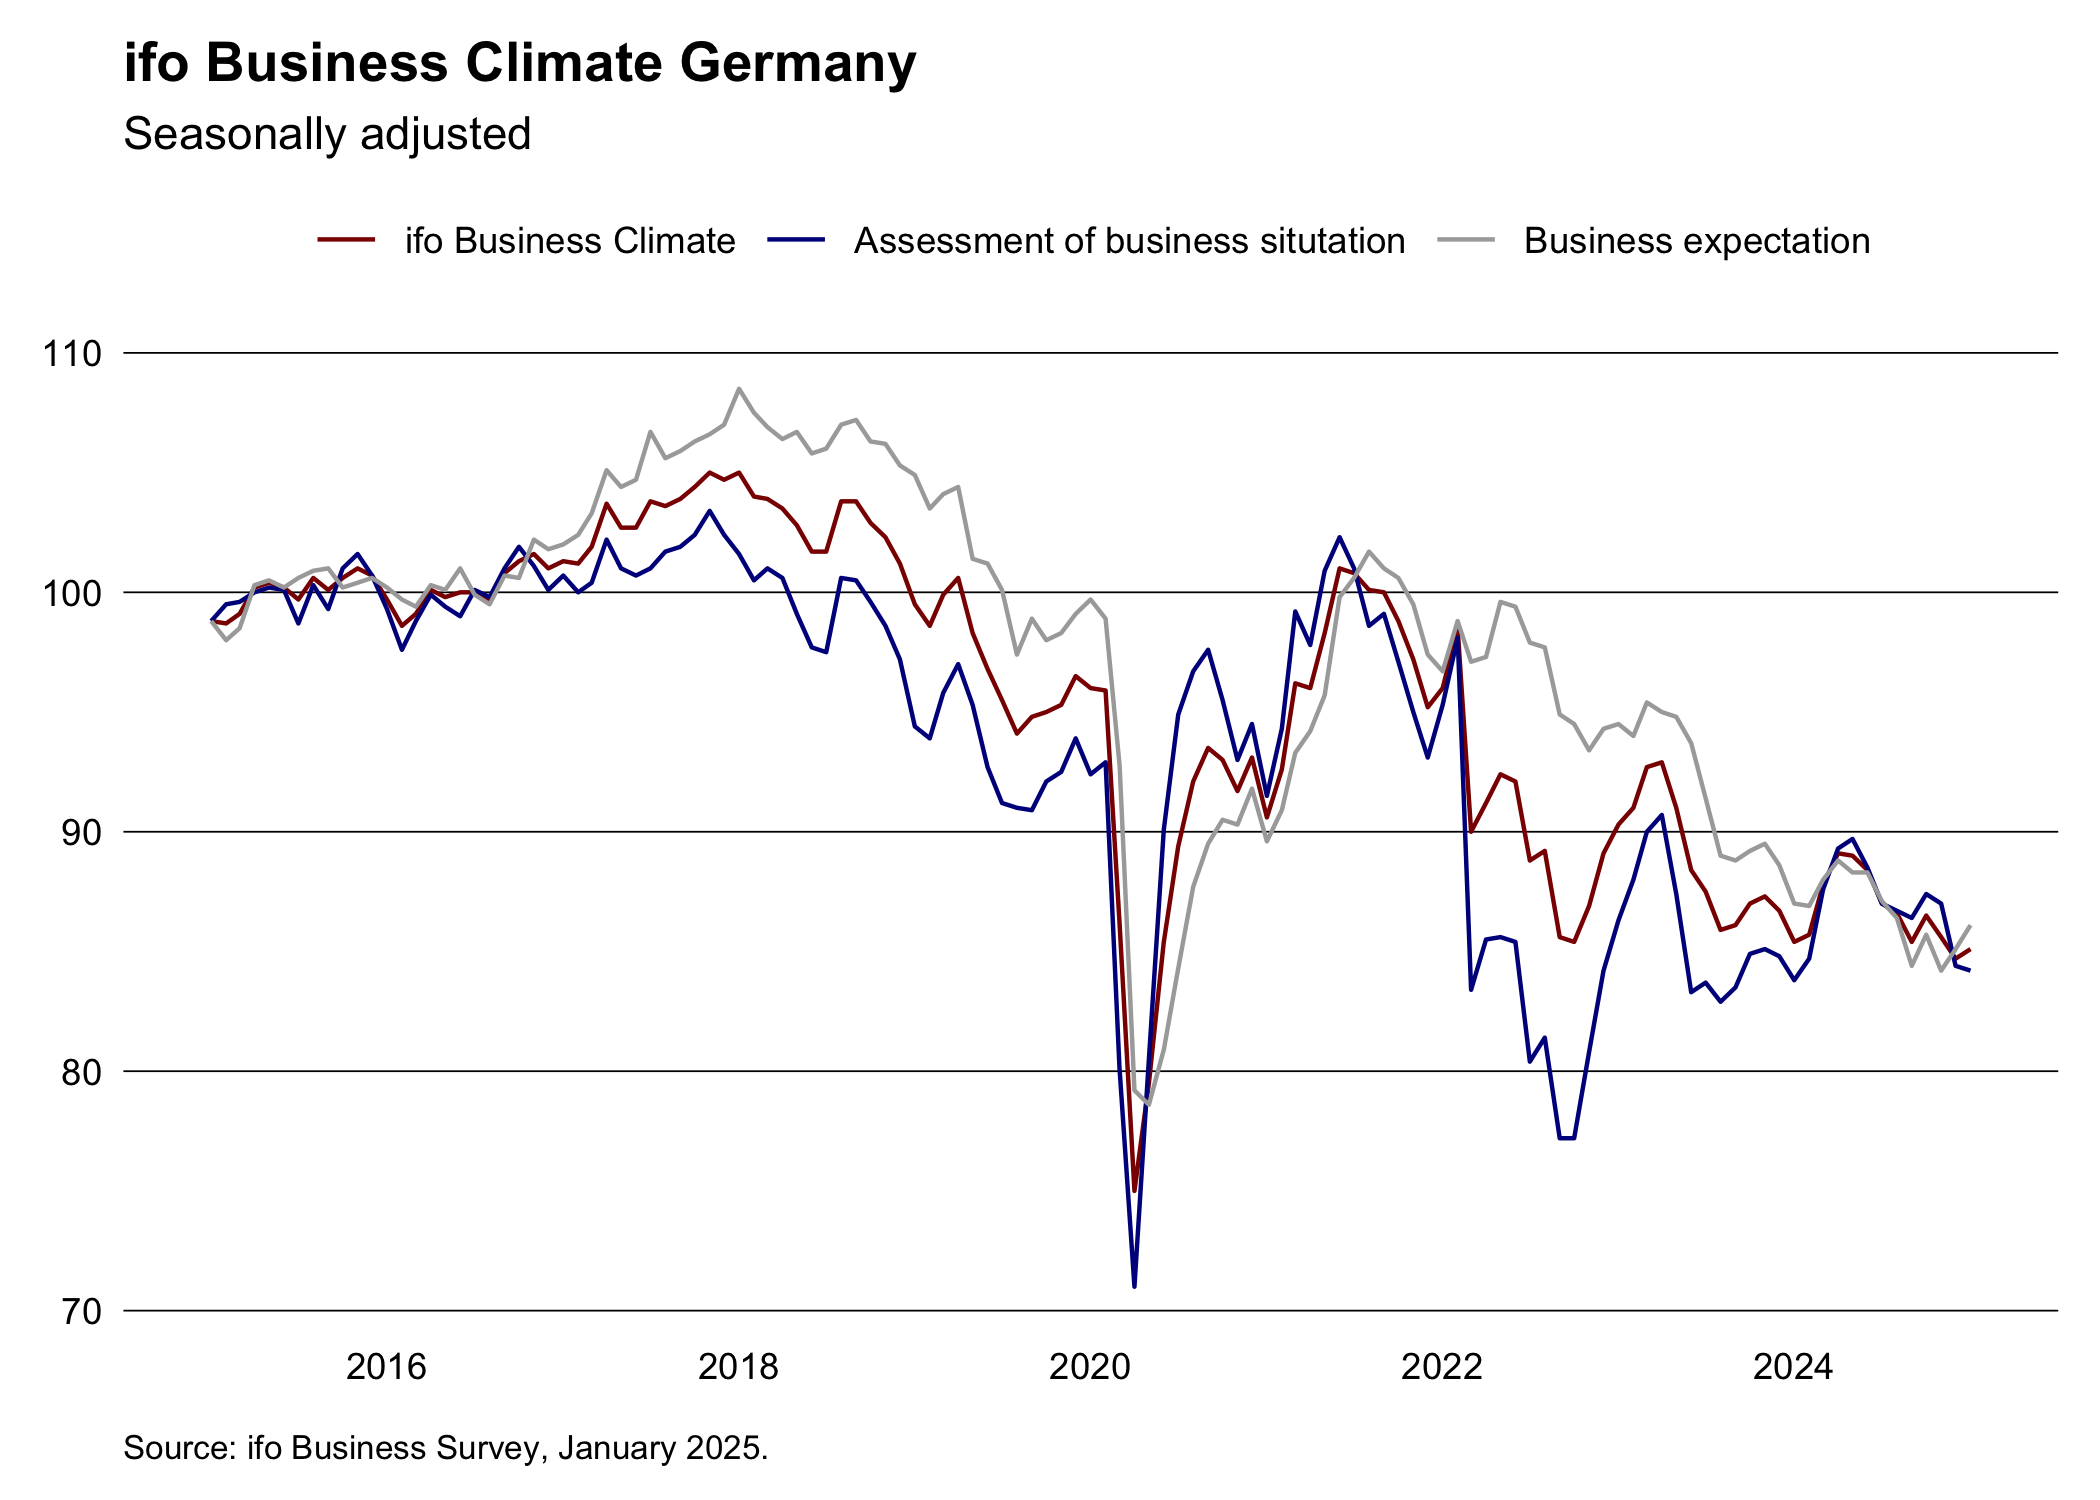 ifo Business Climate Germany
Seasonally adjusted
ifo Business Climate Assessment of business situtation Business expectation
110
100
90
80
70
2016 2018 2020 2022 2024
Source: ifo Business Survey, January 2025.